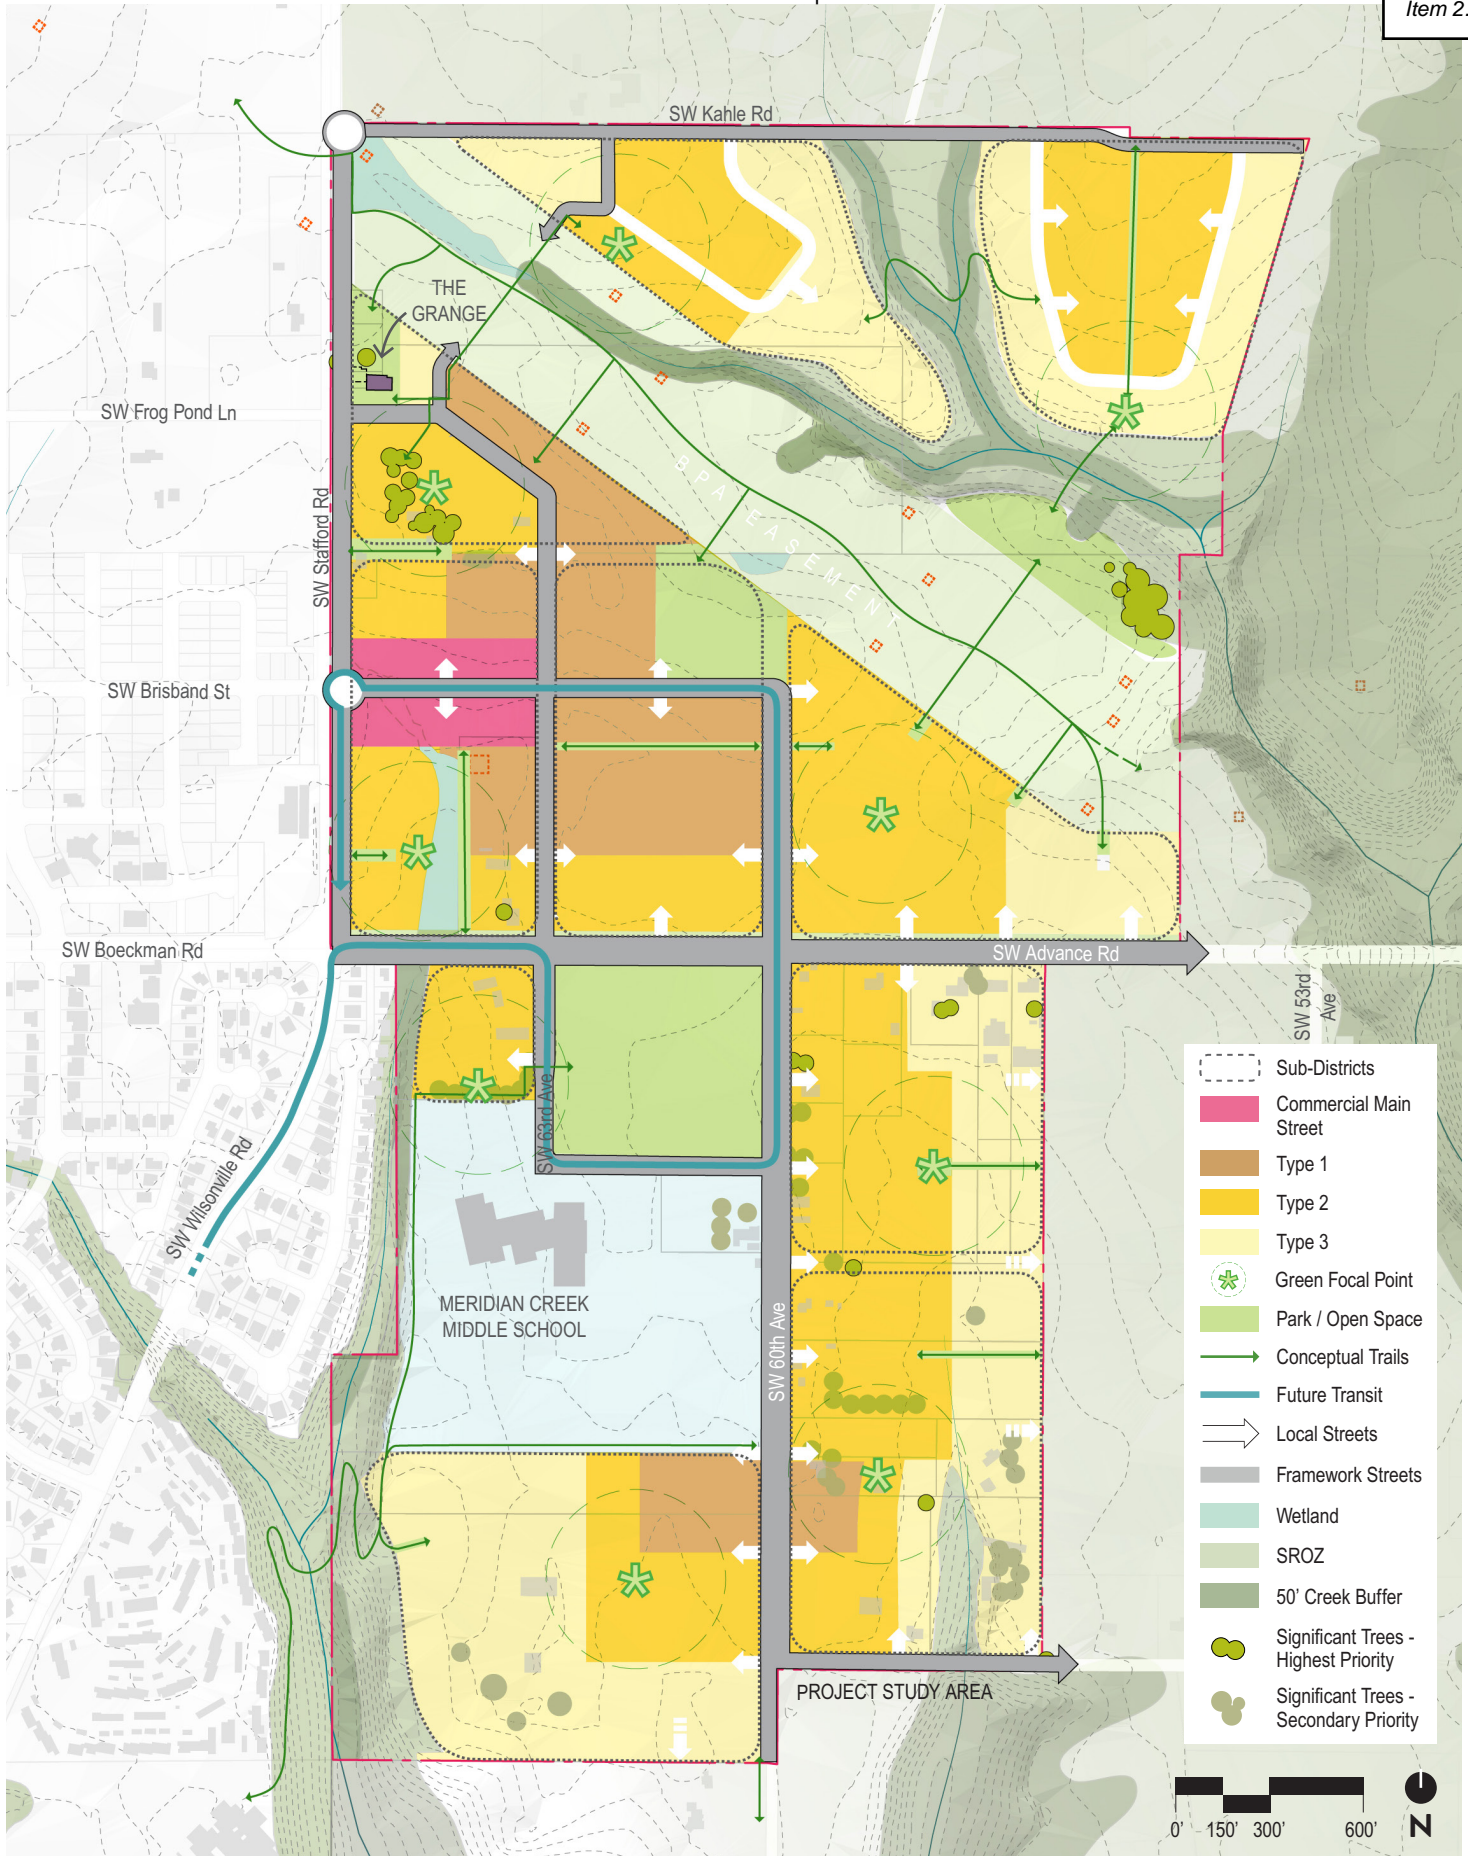 Item 2.
SW Kahle Rd
THE
GRANGE
SW Frog Pond Ln
SW Stafford Rd
BPA EASEMENT
SW Brisband St
SW Boeckman Rd
SW Advance Rd
SW 53rd
Ave
SW 63rd Ave
SW Wilsonville Rd
MERIDIAN CREEK
MIDDLE SCHOOL
SW 60th Ave
PROJECT STUDY AREA
Sub-Districts
Commercial Main
Street
Type 1
Type 2
Type 3
Green Focal Point
Park / Open Space
Conceptual Trails
Future Transit
Local Streets
Framework Streets
Wetland
SROZ
50' Creek Buffer
Significant Trees -
Highest Priority
Significant Trees -
Secondary Priority
0' 150' 300' 600'
N